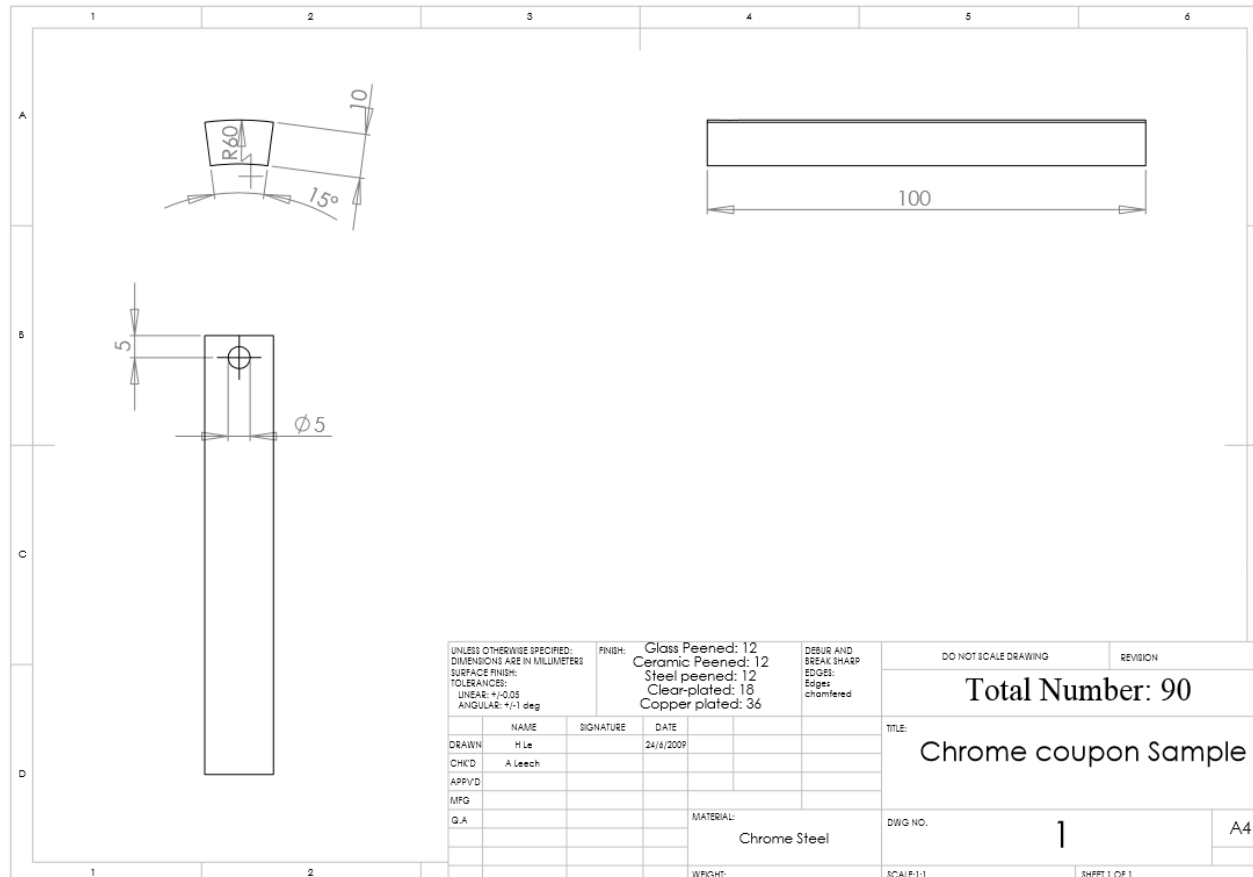 1 2 3 4 5 6
A
10
R60
15°
100
B
5
Ø5
C
D
UNLESS OTHERWISE SPECIFIED:
DIMENSIONS ARE IN MILLIMETERS
SURFACE FINISH:
TOLERANCES:
LINEAR: +/-0.05
ANGULAR: +/-1 deg
FINISH:
Glass Peened: 12
Ceramic Peened: 12
Steel peened: 12
Clear-plated: 18
Copper plated: 36
DEBUR AND
BREAK SHARP
EDGES:
Edges
chamfered
DO NOT SCALE DRAWING
REVISION
Total Number: 90
NAME SIGNATURE DATE
DRAWN H Le 24/6/2009
CHK'D A Leech
APPV'D
MFG
Q.A
TITLE:
Chrome coupon Sample
MATERIAL:
Chrome Steel
DWG NO.
1
A4
WEIGHT:
SCALE:1:1
SHEET 1 OF 1
1 2